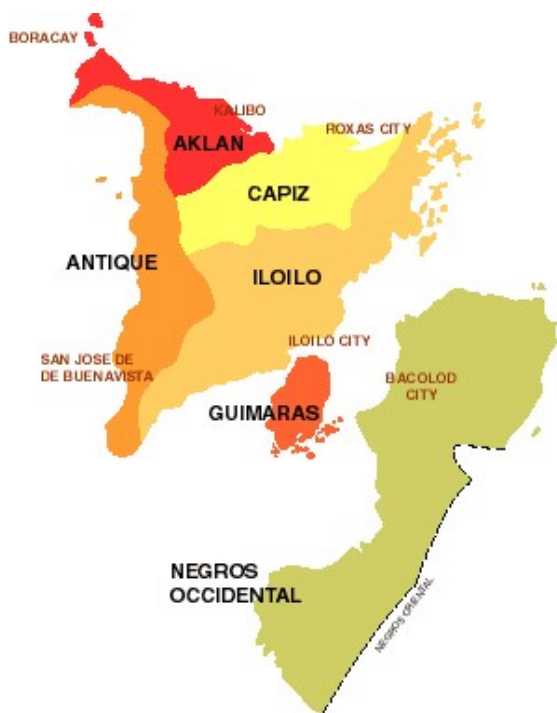 BORACAY
KALIBO
ROXAS CITY
AKLAN
CAPIZ
ANTIQUE
ILOILO
ILOILO CITY
SAN JOSE DE
DE BUENAVISTA
BACOLOD
CITY
GUIMARAS
NEGROS
OCCIDENTAL
NEGROS ORIENTAL